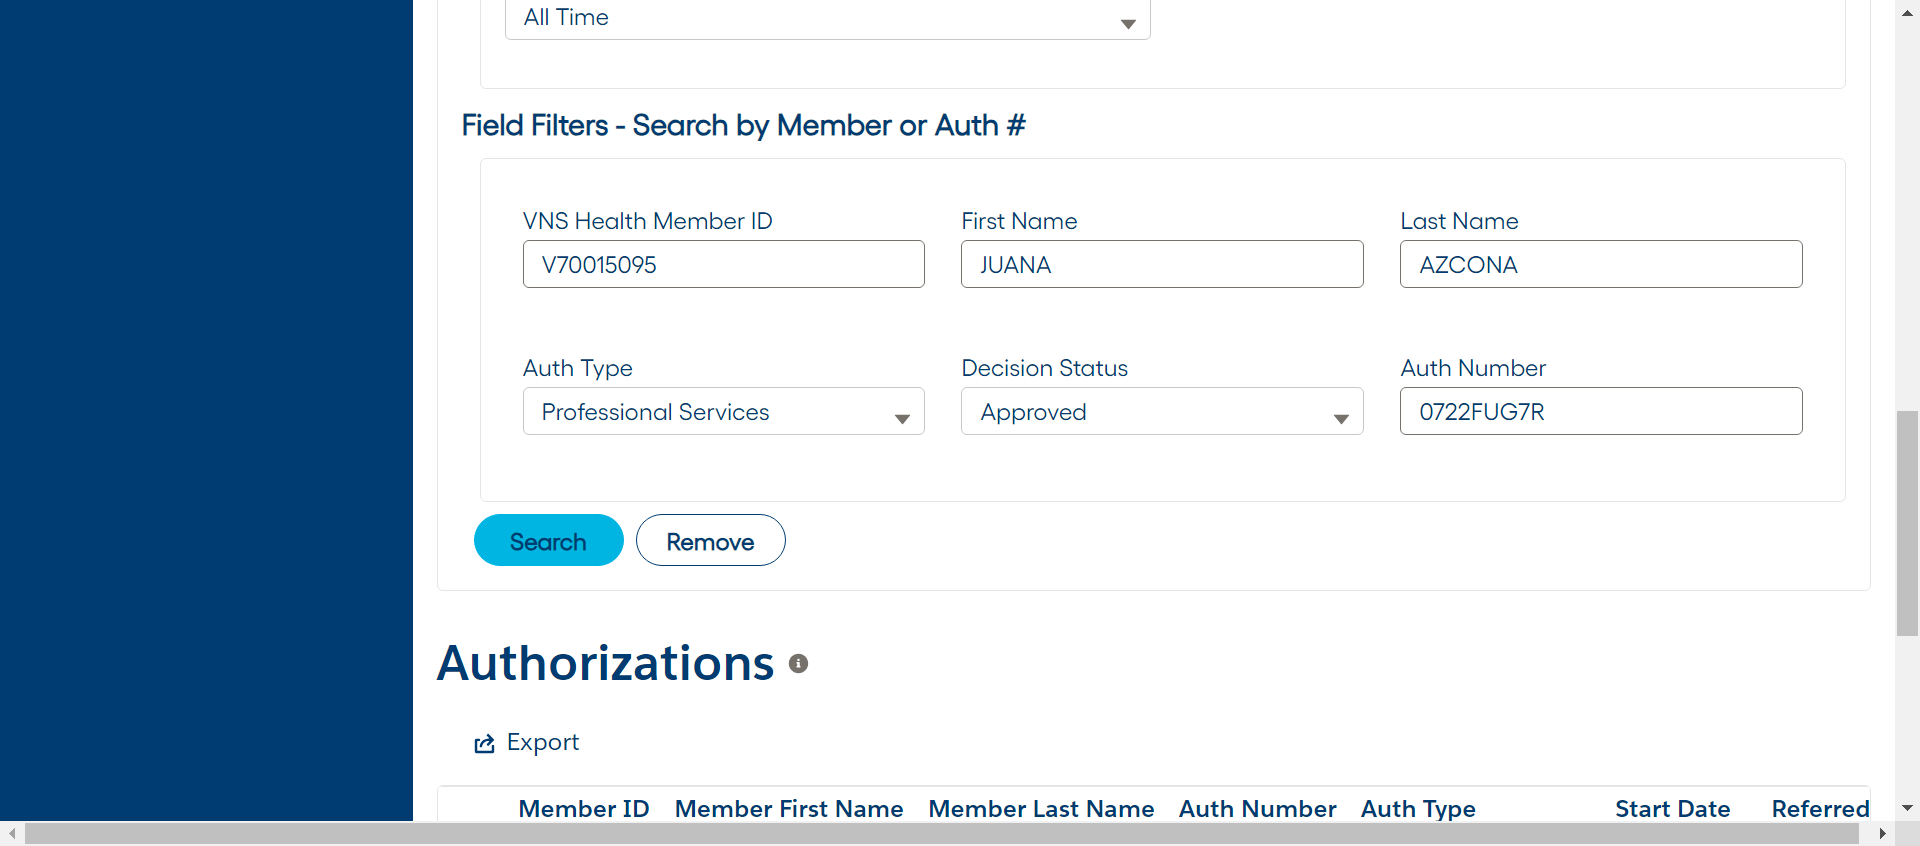 All Time
Field Filters - Search by Member or Auth #
VNS Health Member ID First Name Last Name
V70015095 JUANA AZCONA
Auth Type Decision Status Auth Number
Professional Services Approved 0722FUG7R
Search Remove
Authorizations
Export
Member ID Member First Name Member Last Name Auth Number Auth Type Start Date Referred